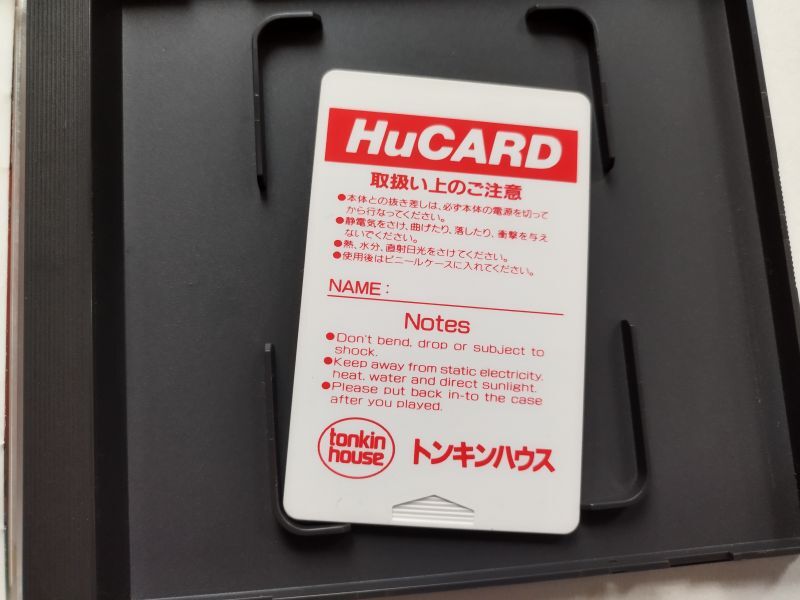 HuCARD
取扱い上のご注意
●本体との抜き差しは、必ず本体の電源を切って
から行なってください。
●静電気をさけ、曲げたり、落したり、衝撃を与え
ないでください。
●熱、水分、直射日光をさけてください。
●使用後はビニールケースに入れてください。
NAME :
Notes
●Don't bend, drop or subject to
shock.
●Keep away from static electricity.
heat, water and direct sunlight.
●Please put back in-to the case
after you played.
tonkin
house
トンキンハウス